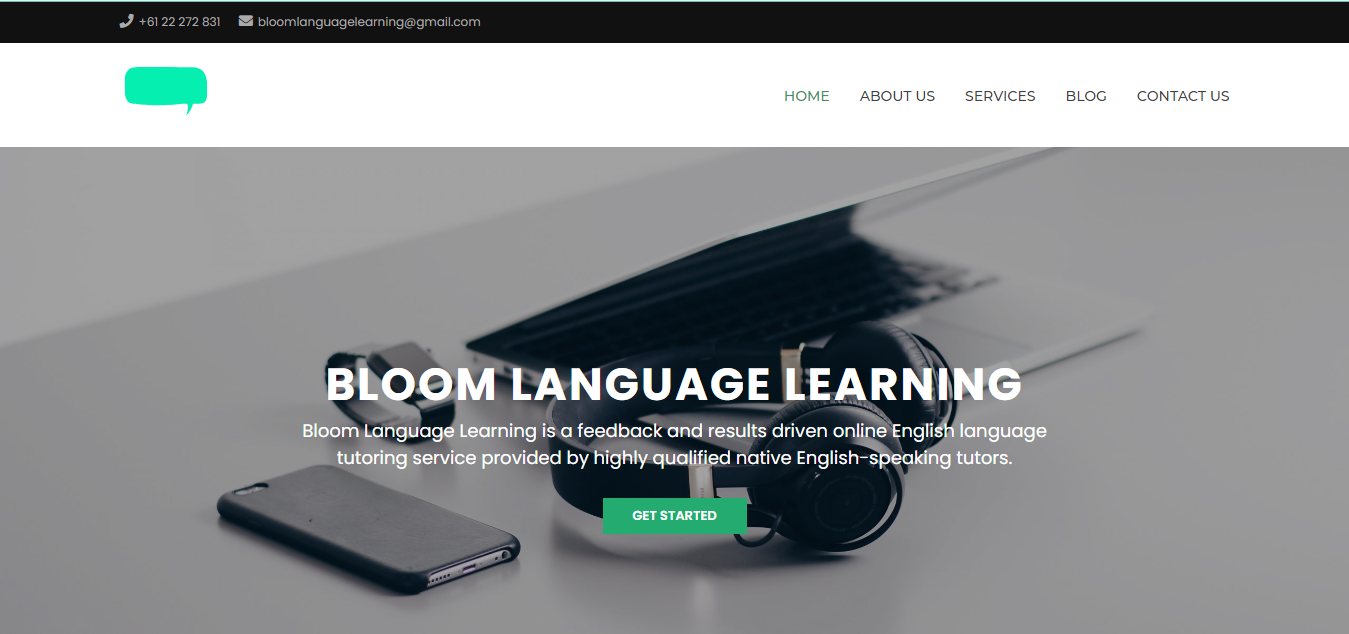 +61 22 272 831 bloomlanguagelearning@gmail.com
HOME ABOUT US SERVICES BLOG CONTACT US
BLOOM LANGUAGE LEARNING
Bloom Language Learning is a feedback and results driven online English language
tutoring service provided by highly qualified native English-speaking tutors.
GET STARTED